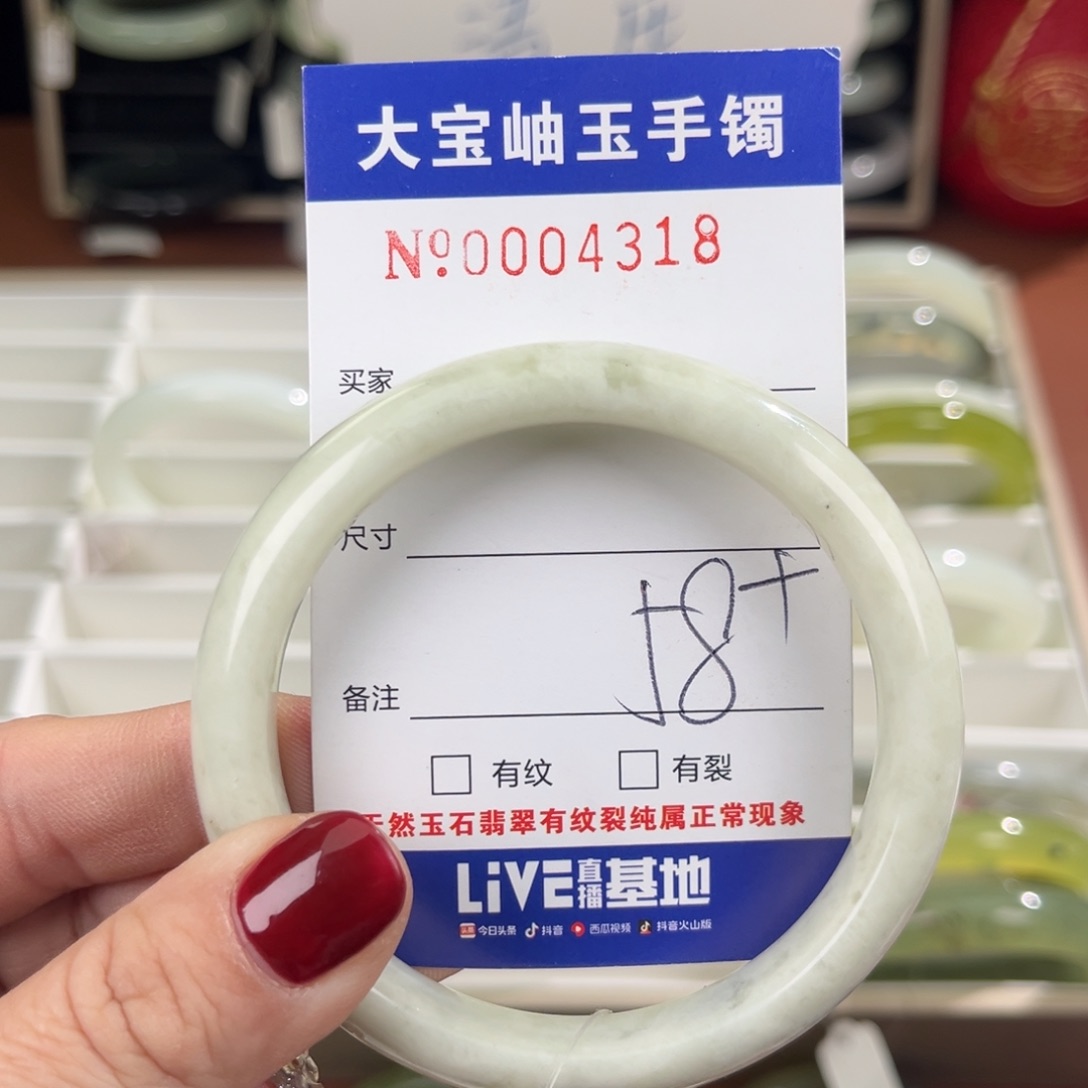 大宝岫玉手镯
Nº0004318
买家
尺寸
58+
备注
有纹 有裂
天然玉石翡翠有纹裂纯属正常现象
LiVE直播基地
头条 今日头条 抖音 西瓜视频 抖音火山版